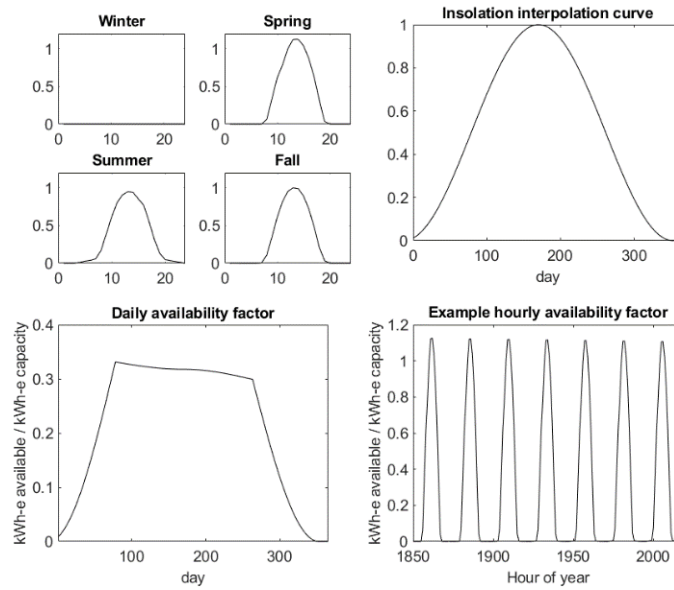 Winter
1
0.5
0
0 10 20
Spring
1
0.5
0
0 10 20
Summer
1
0.5
0
0 10 20
Fall
1
0.5
0
0 10 20
Insolation interpolation curve
1
0.8
0.6
0.4
0.2
0
0 100 200 300
day
Daily availability factor
kWh-e available / kWh-e capacity
0.4
0.3
0.2
0.1
0
100 200 300
day
Example hourly availability factor
kWh-e available / kWh-e capacity
1.2
1
0.8
0.6
0.4
0.2
0
1850 1900 1950 2000
Hour of year